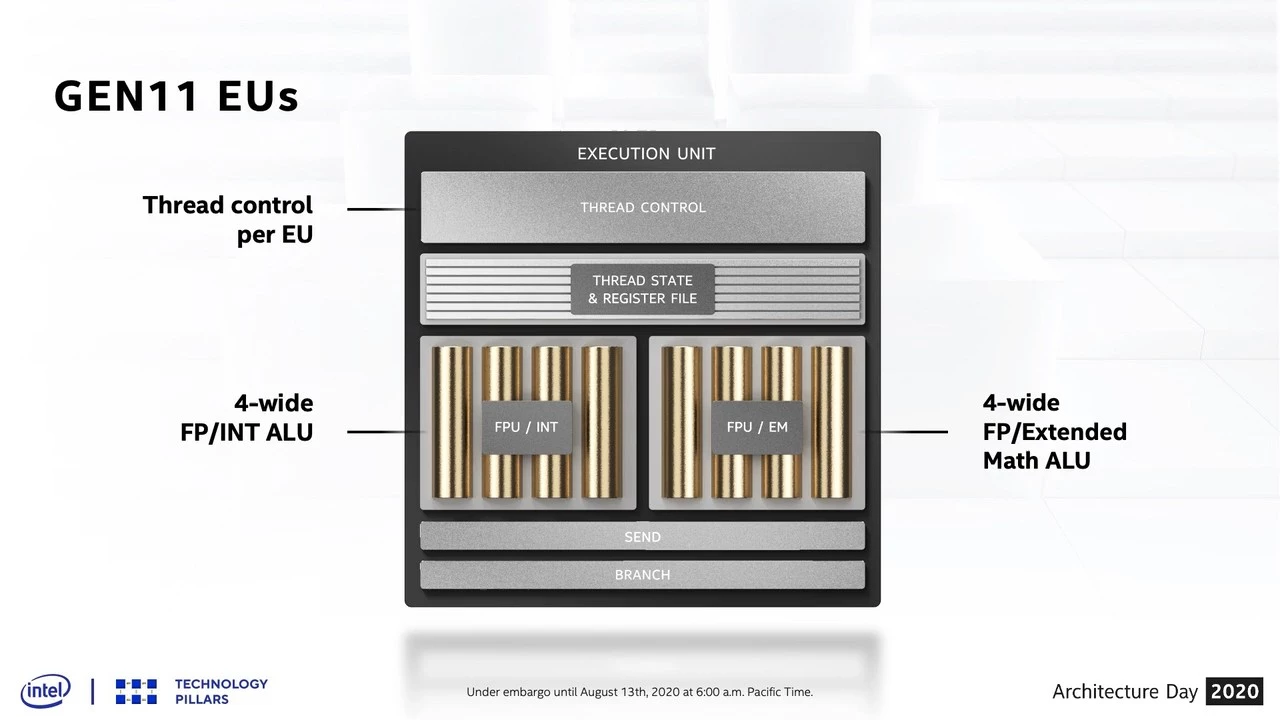 GEN11 EUs
EXECUTION UNIT
THREAD CONTROL
Thread control
per EU
THREAD STATE
& REGISTER FILE
4-wide
FP/INT ALU
FPU / INT
FPU / EM
4-wide
FP/Extended
Math ALU
SEND
BRANCH
intel
TECHNOLOGY
PILLARS
Under embargo until August 13th, 2020 at 6:00 a.m. Pacific Time.
Architecture Day 2020